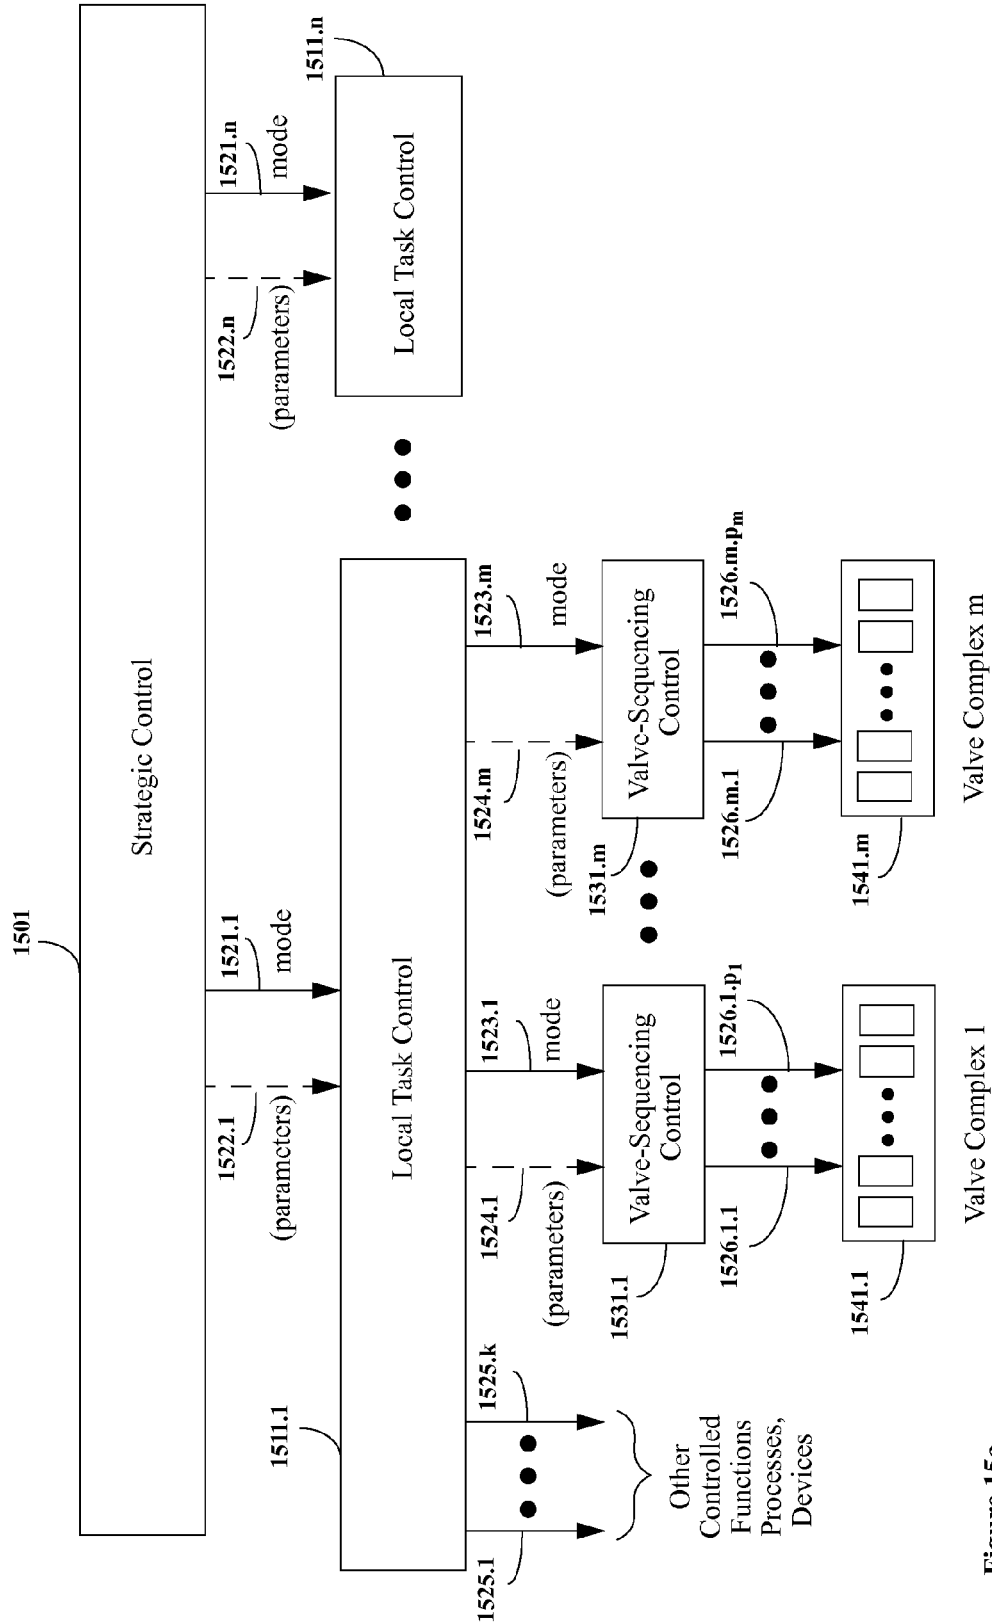 1501
Strategic Control
1522.1
(parameters)
1521.1
mode
1522.n
(parameters)
1521.n
mode
1511.1
Local Task Control
1511.n
Local Task Control
1525.1
1525.k
Other
Controlled
Functions
Processes,
Devices
1524.1
(parameters)
1523.1
mode
1524.m
(parameters)
1523.m
mode
1531.1
Valve-Sequencing
Control
1531.m
Valve-Sequencing
Control
1526.1.1
1526.1.p1
1526.m.1
1526.m.pm
1541.1
1541.m
Valve Complex 1
Valve Complex m